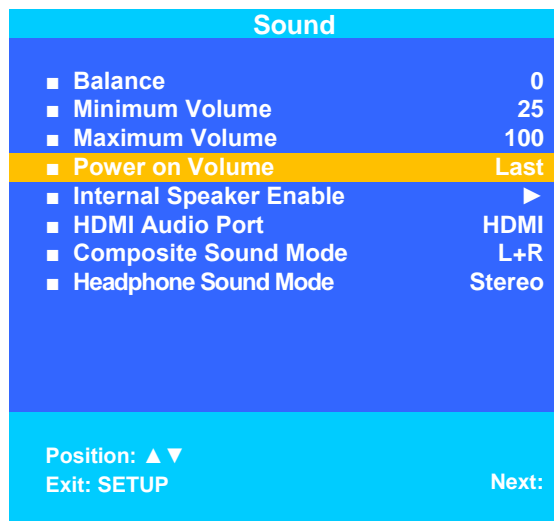 Sound
■ Balance 0
■ Minimum Volume 25
■ Maximum Volume 100
■ Power on Volume Last
■ Internal Speaker Enable ►
■ HDMI Audio Port HDMI
■ Composite Sound Mode L+R
■ Headphone Sound Mode Stereo
Position: ▲▼
Exit: SETUP Next: